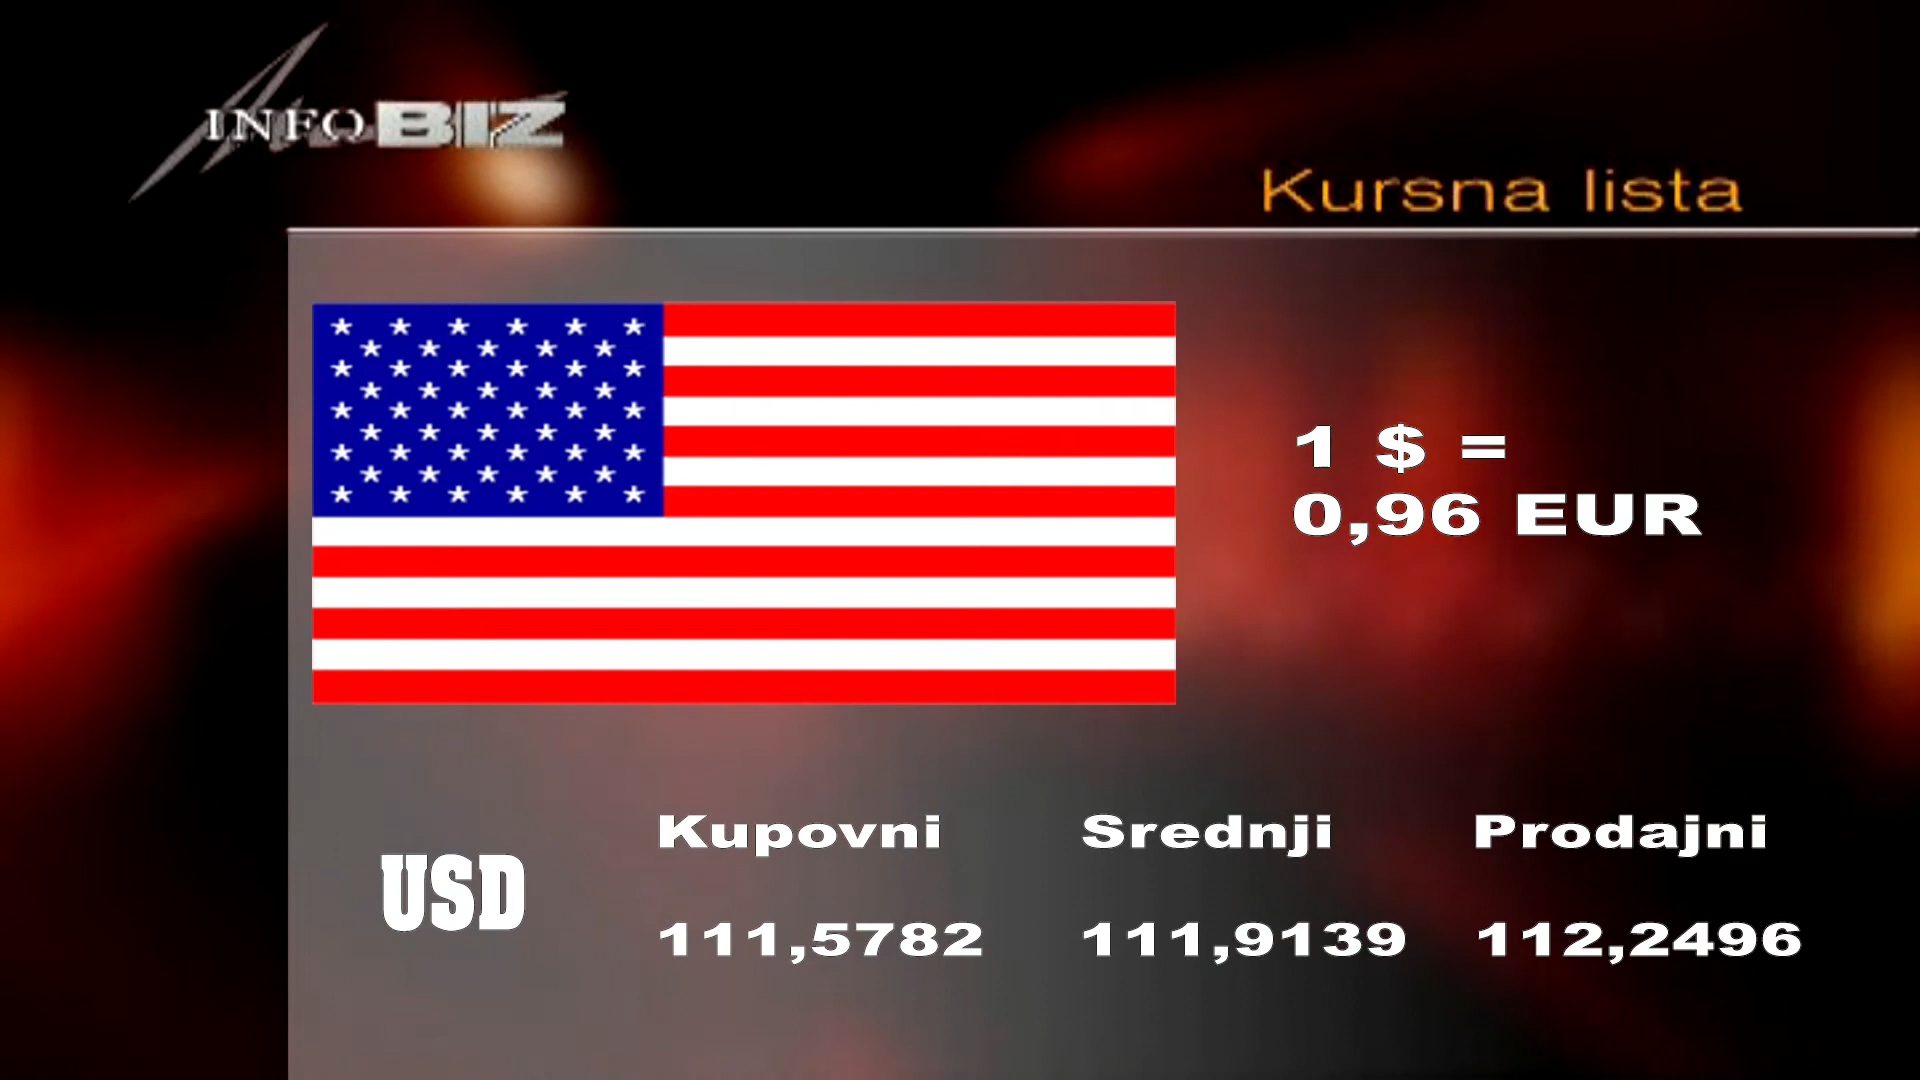 INFO BIZ
Kursna lista
1 $ =
0,96 EUR
Kupovni Srednji Prodajni
USD
111,5782 111,9139 112,2496